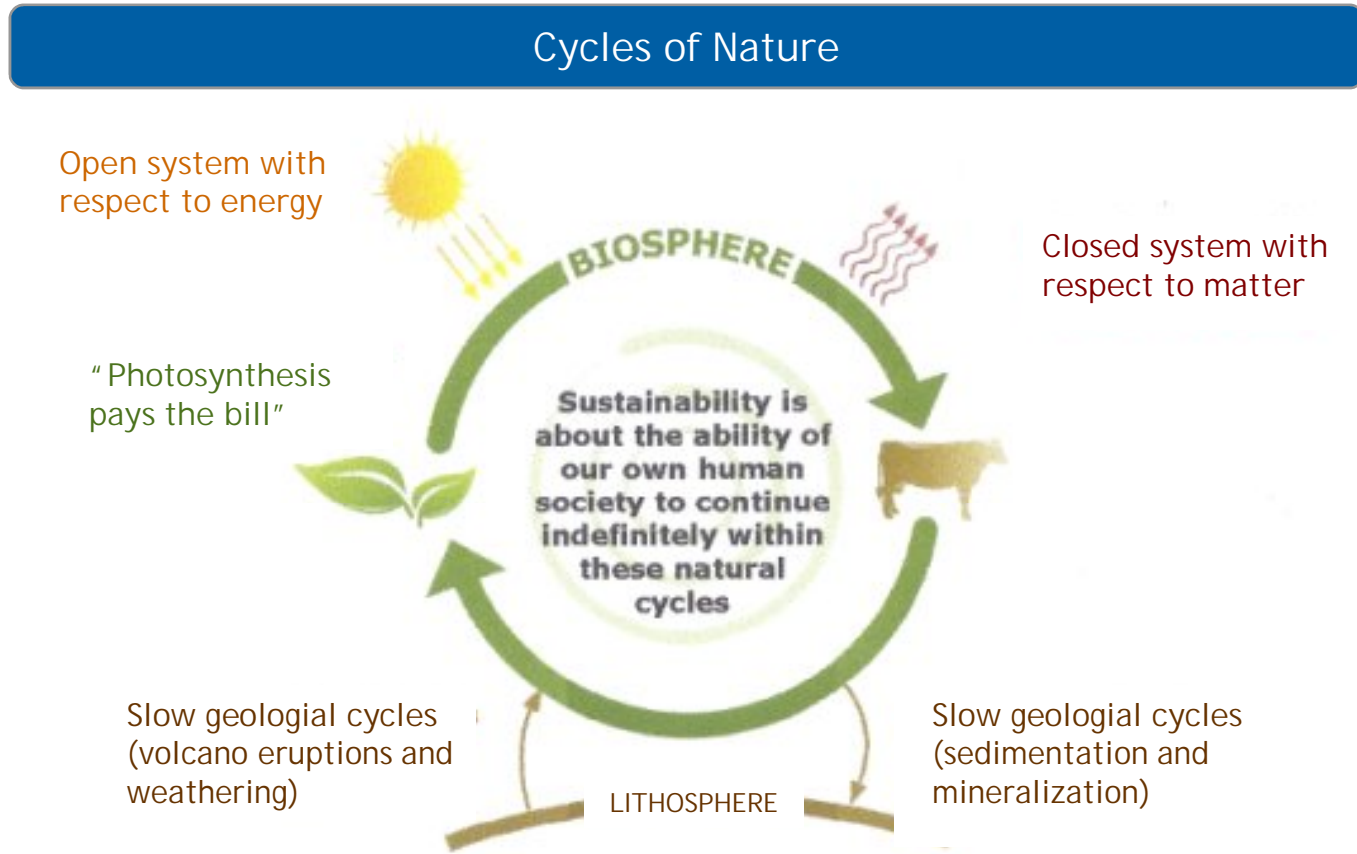 Cycles of Nature
Open system with
respect to energy
BIOSPHERE
Closed system with
respect to matter
“Photosynthesis
pays the bill”
Sustainability is
about the ability of
our own human
society to continue
indefinitely within
these natural
cycles
Slow geologial cycles
(volcano eruptions and
weathering)
Slow geologial cycles
(sedimentation and
mineralization)
LITHOSPHERE